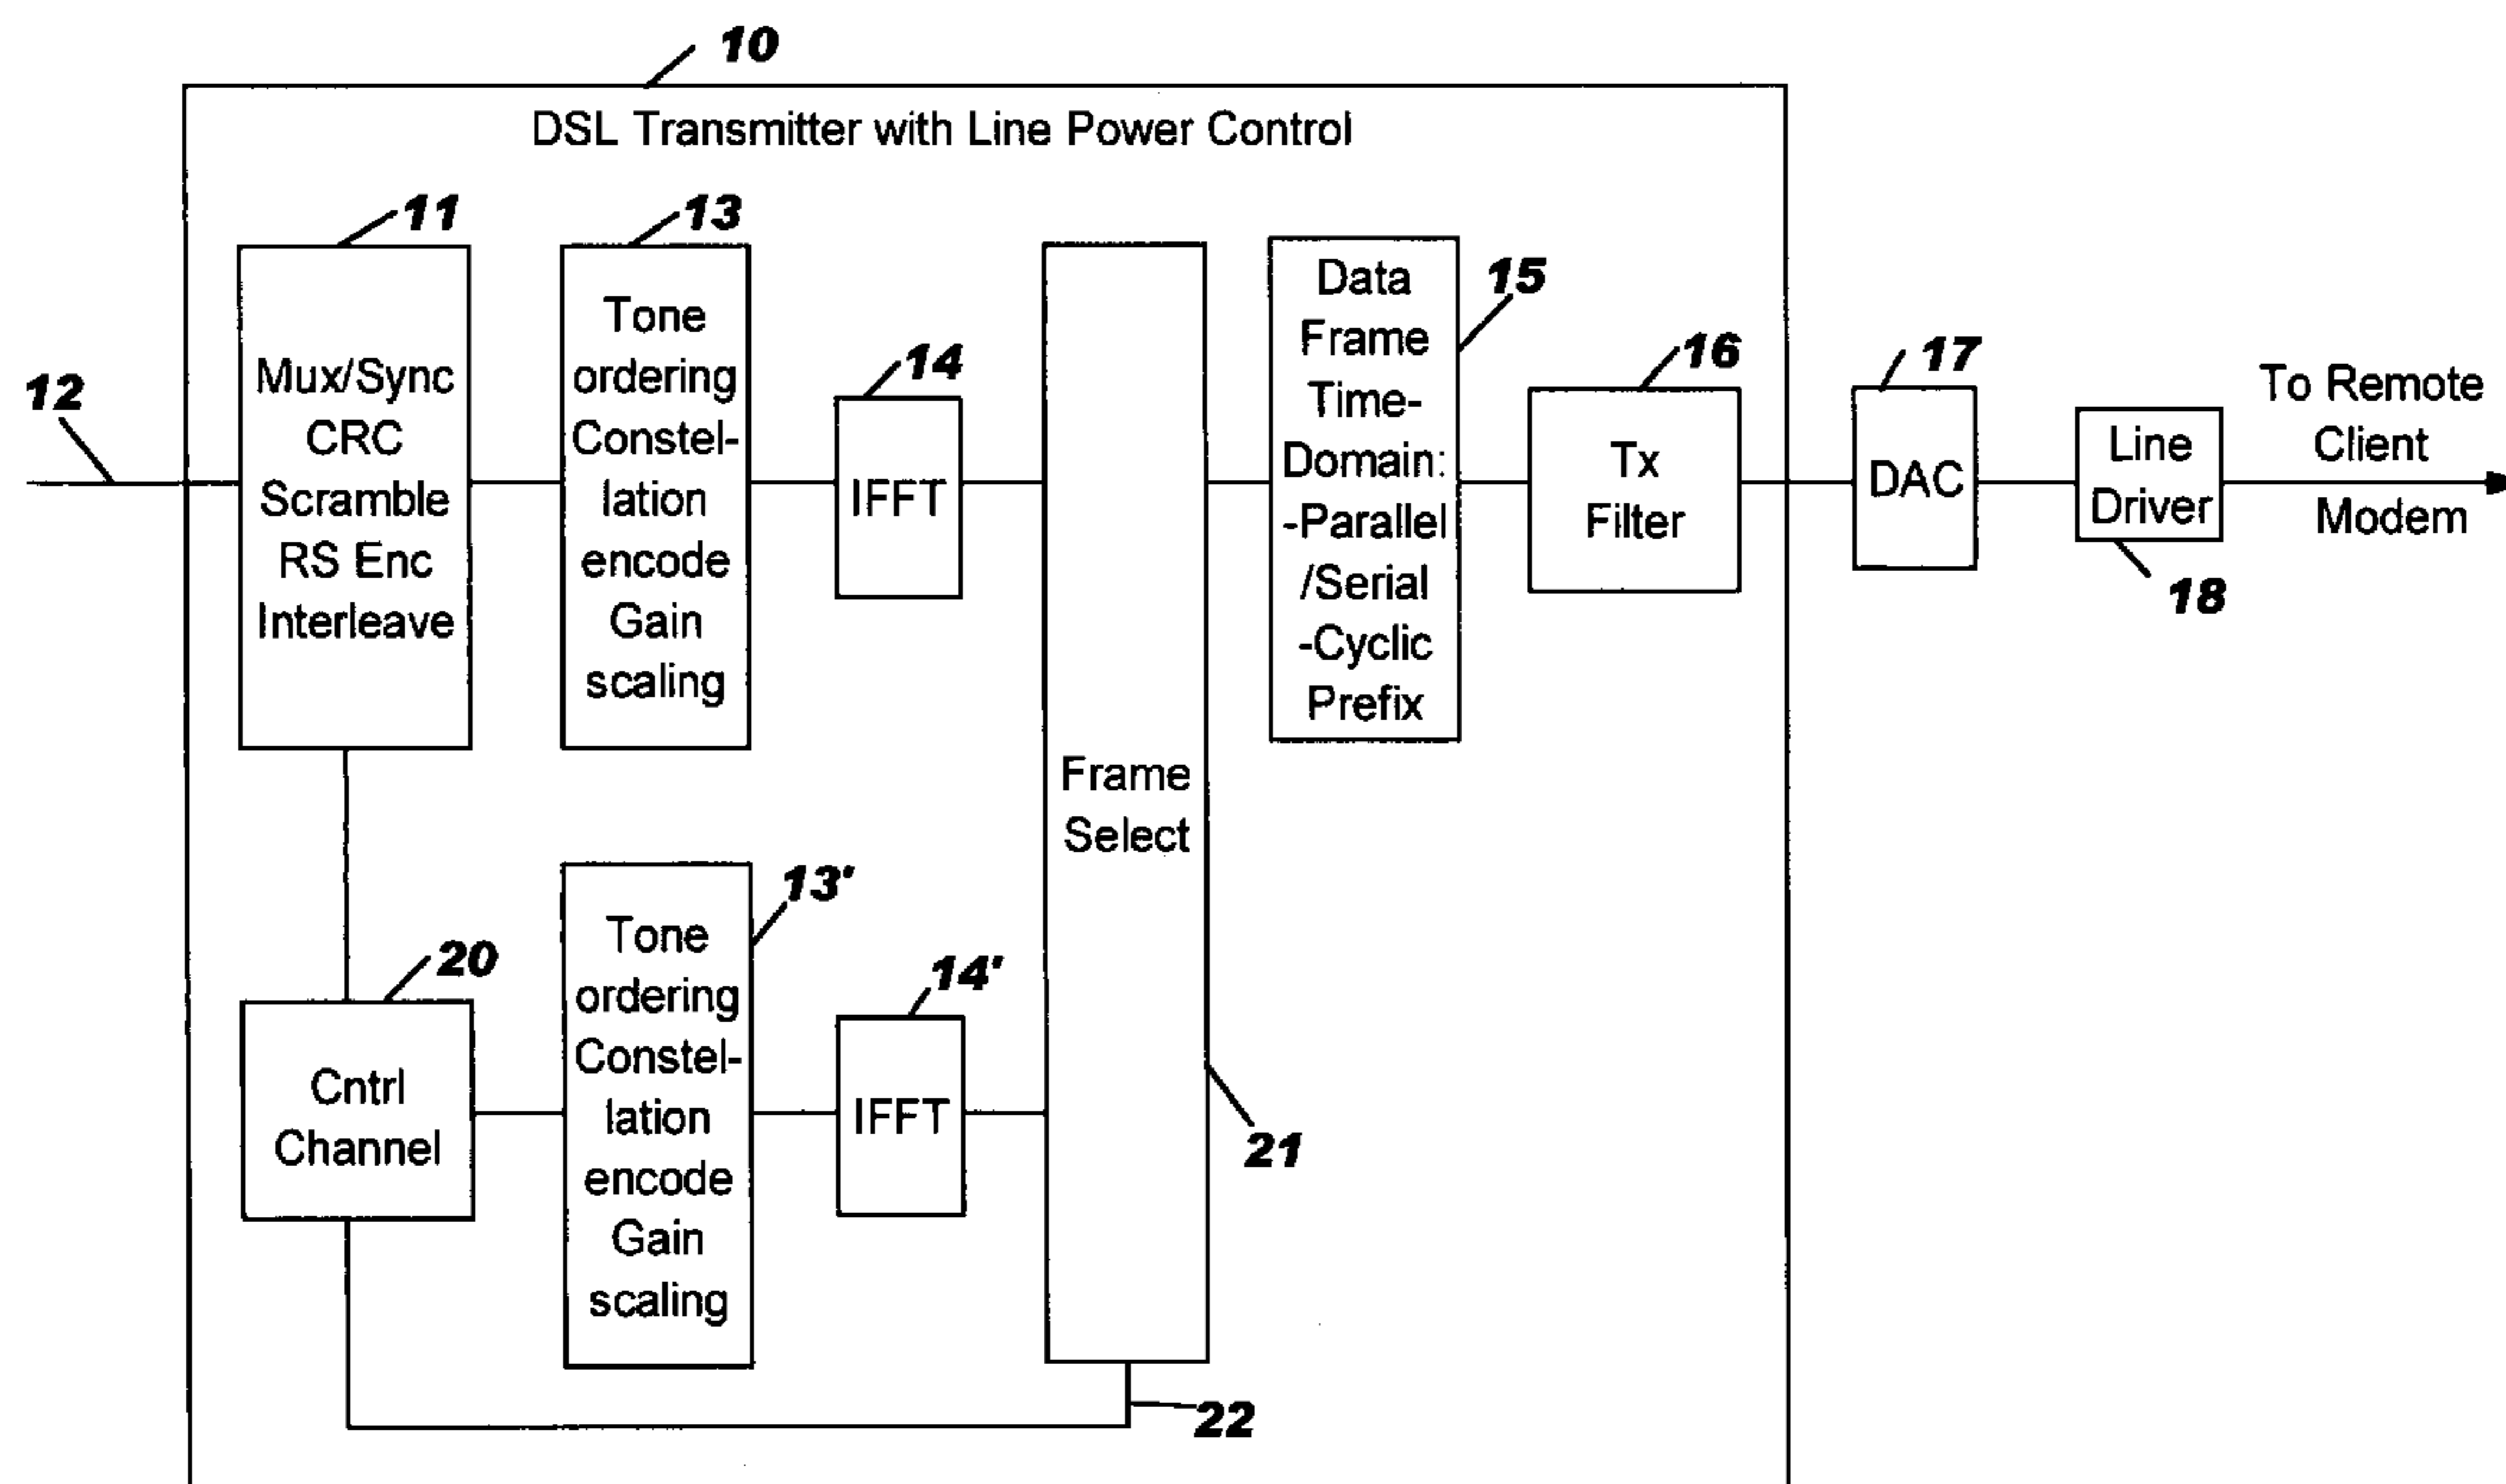 10
DSL Transmitter with Line Power Control
11
Mux/Sync
CRC
Scramble
RS Enc
Interleave
12
13
Tone
ordering
Constel-
lation
encode
Gain
scaling
14
IFFT
Data
Frame
Time-
Domain:
-Parallel
/Serial
-Cyclic
Prefix
15
16
Tx
Filter
17
DAC
Line
Driver
18
To Remote
Client
Modem
Frame
Select
21
20
Cntrl
Channel
13'
Tone
ordering
Constel-
lation
encode
Gain
scaling
14'
IFFT
22